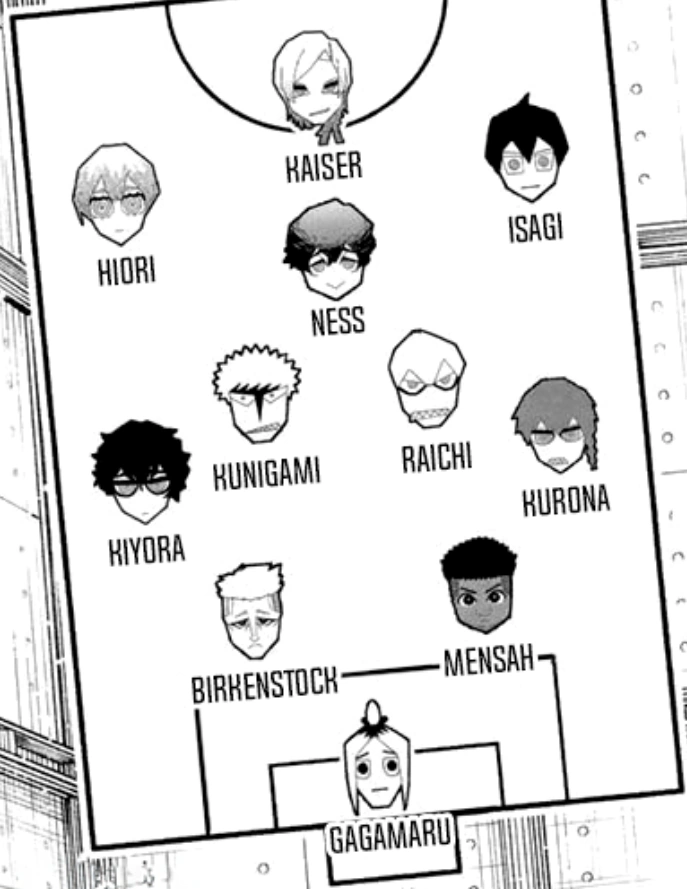 KAISER
ISAGI
HIORI
NESS
RAICHI
KUNIGAMI
KURONA
KIYORA
MENSAH
BIRKENSTOCK
GAGAMARU